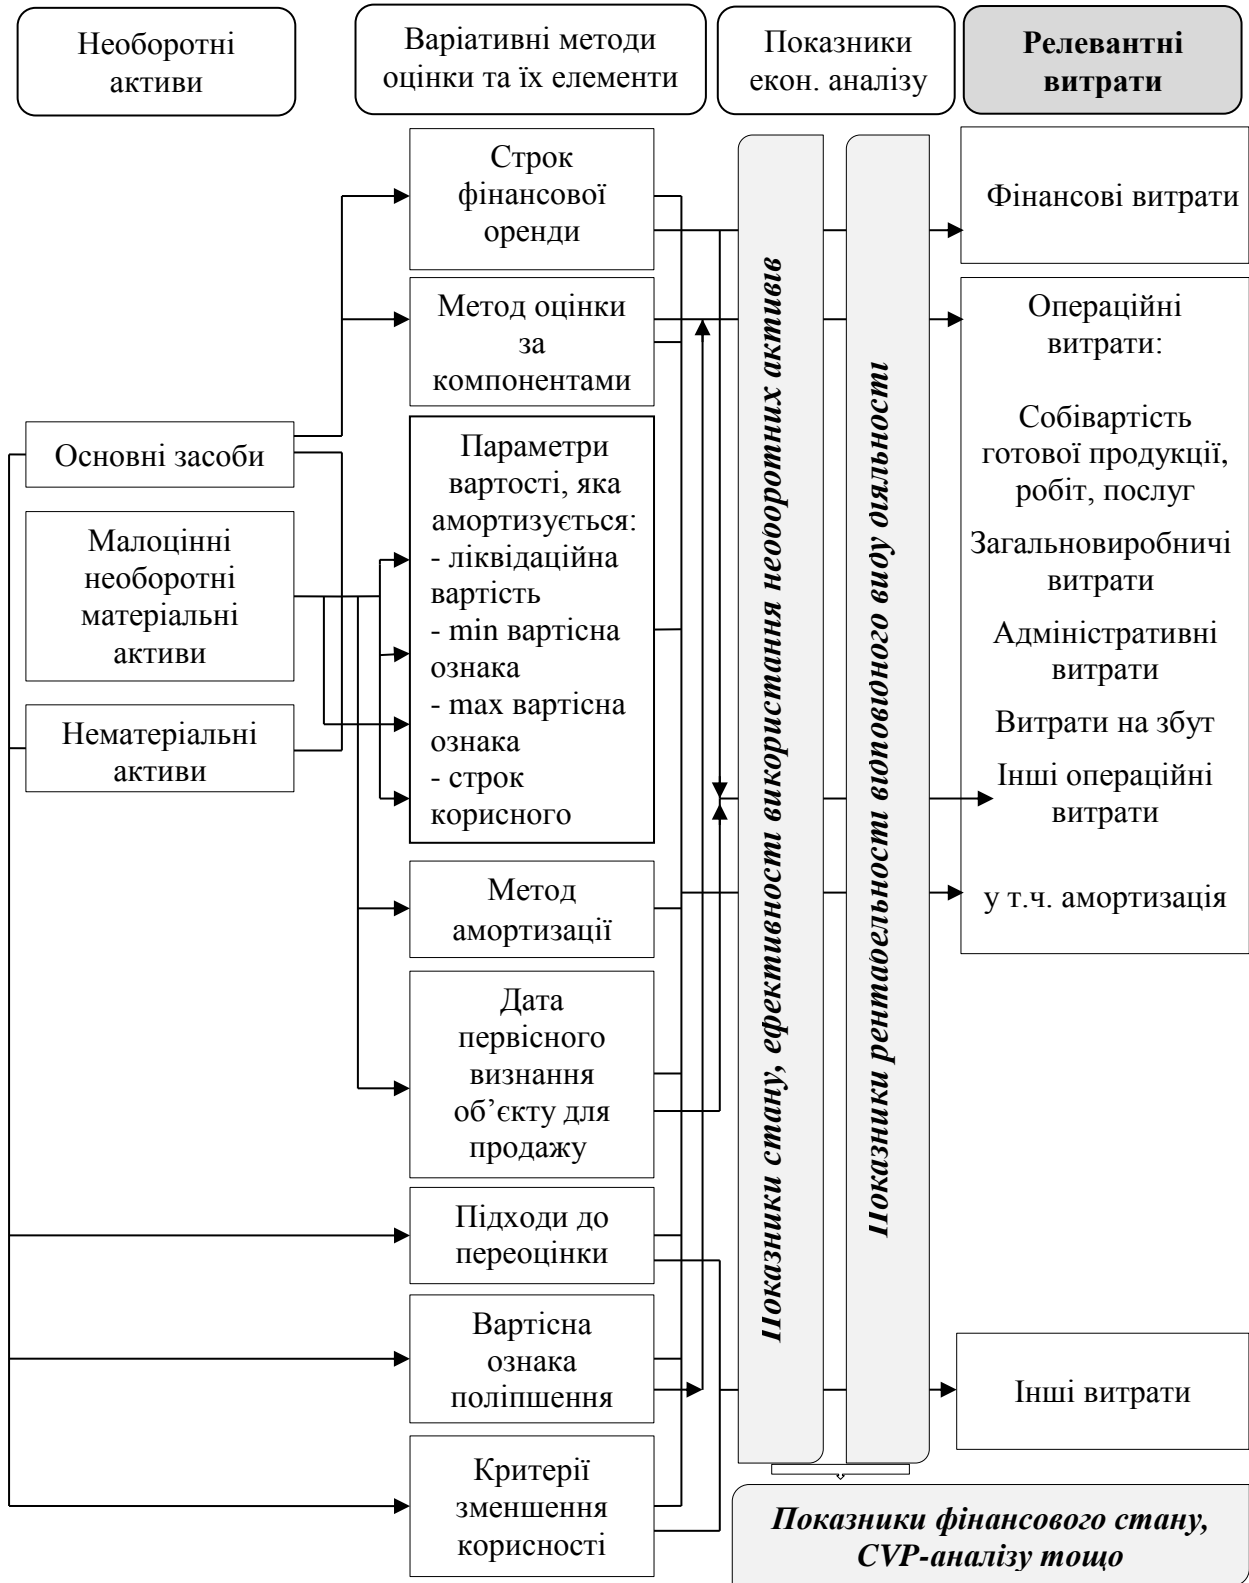 Необоротні
активи
Варіативні методи
оцінки та їх елементи
Показники
екон. аналізу
Релевантні
витрати
Основні засоби
Малоцінні
необоротні
матеріальні
активи
Нематеріальні
активи
Строк
фінансової
оренди
Метод оцінки
за
компонентами
Параметри
вартості, яка
амортизується:
- ліквідаційна
вартість
- min вартісна
ознака
- max вартісна
ознака
- строк
корисного
Метод
амортизації
Дата
первісного
визнання
об’єкту для
продажу
Підходи до
переоцінки
Вартісна
ознака
поліпшення
Критерії
зменшення
корисності
Показники стану, ефективності використання необоротних активів
Показники рентабельності відповідного виду діяльності
Фінансові витрати
Операційні
витрати:
Собівартість
готової продукції,
робіт, послуг
Загальновиробничі
витрати
Адміністративні
витрати
Витрати на збут
Інші операційні
витрати
у т.ч. амортизація
Інші витрати
Показники фінансового стану,
CVP-аналізу тощо